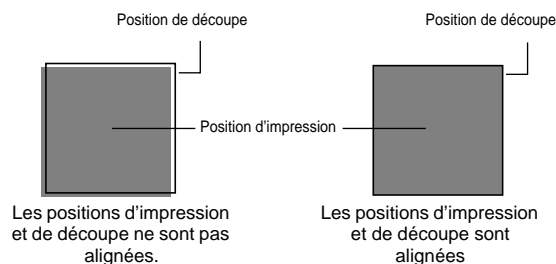 Position de découpe
Position de découpe
Position d'impression
Les positions d'impression
et de découpe ne sont pas
alignées.
Les positions d'impression
et de découpe sont
alignées